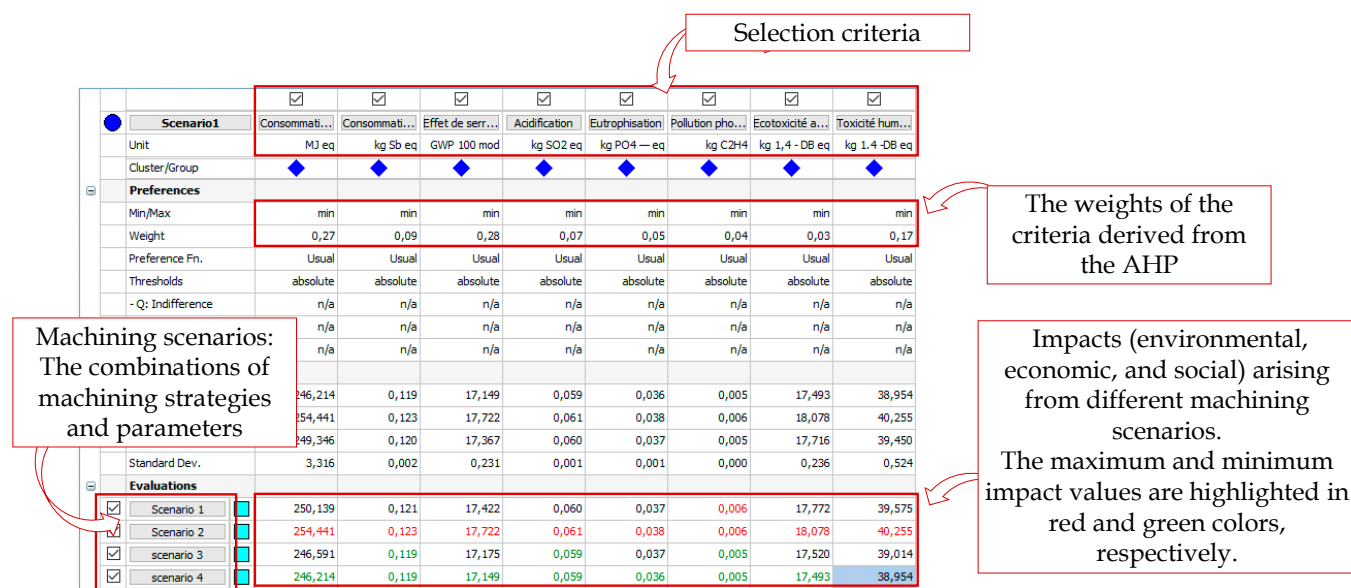 Selection criteria
Scenario1 Consommati... Consommati... Effet de serr... Acidification Eutrophisation Pollution pho... Ecotoxicité a... Toxicité hum...
Unit MJ eq kg Sb eq GWP 100 mod kg SO2 eq kg PO4 — eq kg C2H4 kg 1,4 - DB eq kg 1.4 -DB eq
Cluster/Group
Preferences
Min/Max min min min min min min min min
Weight 0,27 0,09 0,28 0,07 0,05 0,04 0,03 0,17
Preference Fn. Usual Usual Usual Usual Usual Usual Usual Usual
Thresholds absolute absolute absolute absolute absolute absolute absolute absolute
- Q: Indifference n/a n/a n/a n/a n/a n/a n/a n/a
n/a n/a n/a n/a n/a n/a n/a n/a
n/a n/a n/a n/a n/a n/a n/a n/a
246,214 0,119 17,149 0,059 0,036 0,005 17,493 38,954
254,441 0,123 17,722 0,061 0,038 0,006 18,078 40,255
249,346 0,120 17,367 0,060 0,037 0,005 17,716 39,450
Standard Dev. 3,316 0,002 0,231 0,001 0,001 0,000 0,236 0,524
Evaluations
Scenario 1 250,139 0,121 17,422 0,060 0,037 0,006 17,772 39,575
Scenario 2 254,441 0,123 17,722 0,061 0,038 0,006 18,078 40,255
scenario 3 246,591 0,119 17,175 0,059 0,037 0,005 17,520 39,014
scenario 4 246,214 0,119 17,149 0,059 0,036 0,005 17,493 38,954
The weights of the
criteria derived from
the AHP
Machining scenarios:
The combinations of
machining strategies
and parameters
Impacts (environmental,
economic, and social) arising
from different machining
scenarios.
The maximum and minimum
impact values are highlighted in
red and green colors,
respectively.